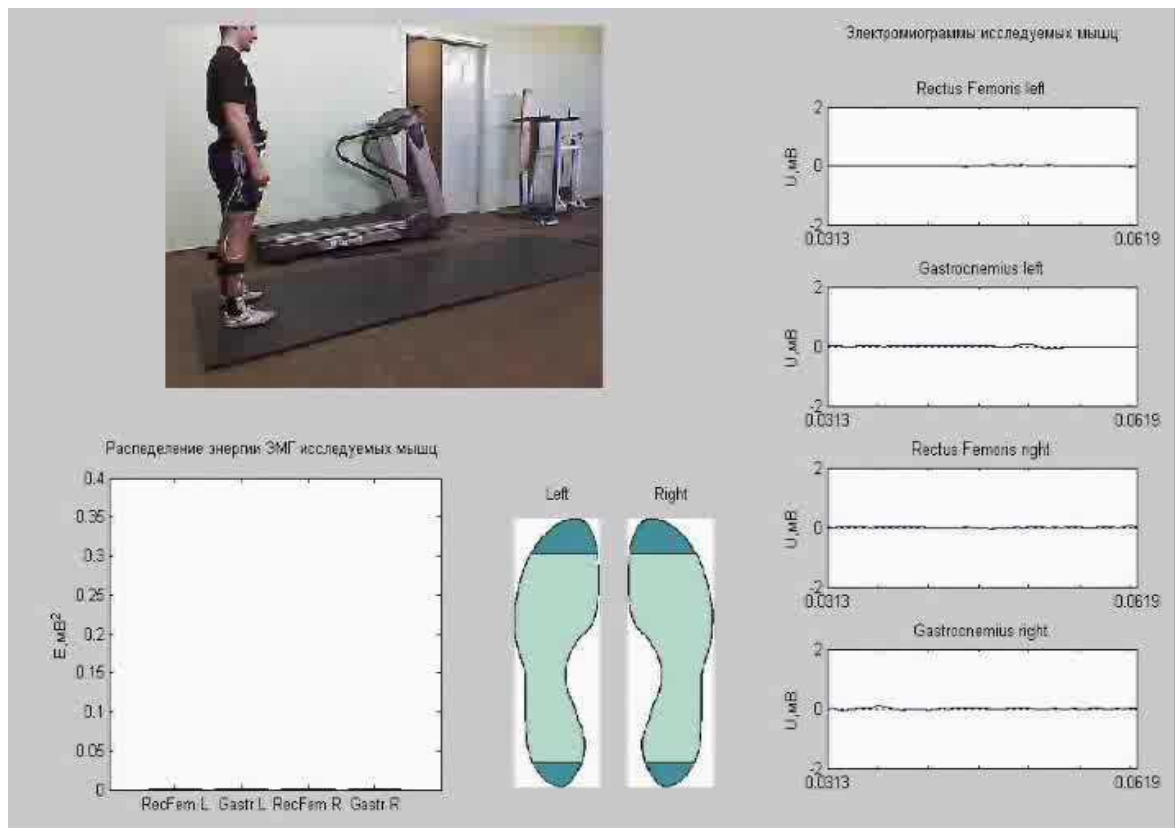 Электромиограммы исследуемых мышц
Rectus Femoris left
2
0
-2
U,мВ
0.0313
0.0619
Gastrocnemius left
2
0
-2
U,мВ
0.0313
0.0619
Распеделение энергии ЭМГ исследуемых мышц
0.4
0.35
0.3
0.25
0.2
0.15
0.1
0.05
0
E,мВ²
RecFem L Gastr L RecFem R Gastr R
Left
Right
Rectus Femoris right
2
0
-2
U,мВ
0.0313
0.0619
Gastrocnemius right
2
0
-2
U,мВ
0.0313
0.0619